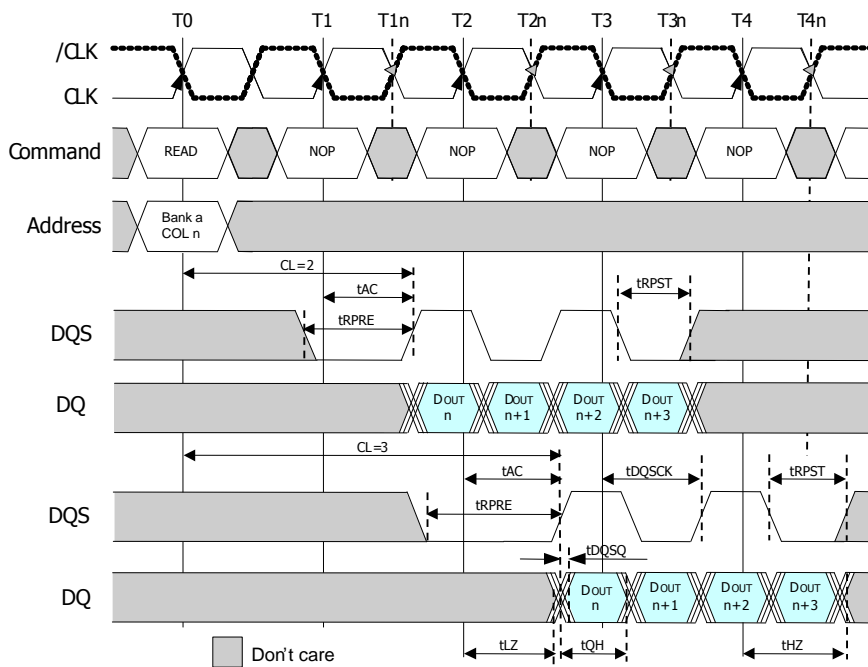 T0 T1 T1n T2 T2n T3 T3n T4 T4n
/CLK
CLK
Command READ NOP NOP NOP NOP
Address Bank a
COL n
CL=2
tAC
tRPRE
tRPST
DQS
DQ
DOUT n
DOUT n+1
DOUT n+2
DOUT n+3
CL=3
tAC
tDQSCK
tRPST
tRPRE
DQS
tDQSQ
DQ
DOUT n
DOUT n+1
DOUT n+2
DOUT n+3
tLZ tQH tHZ
Don't care